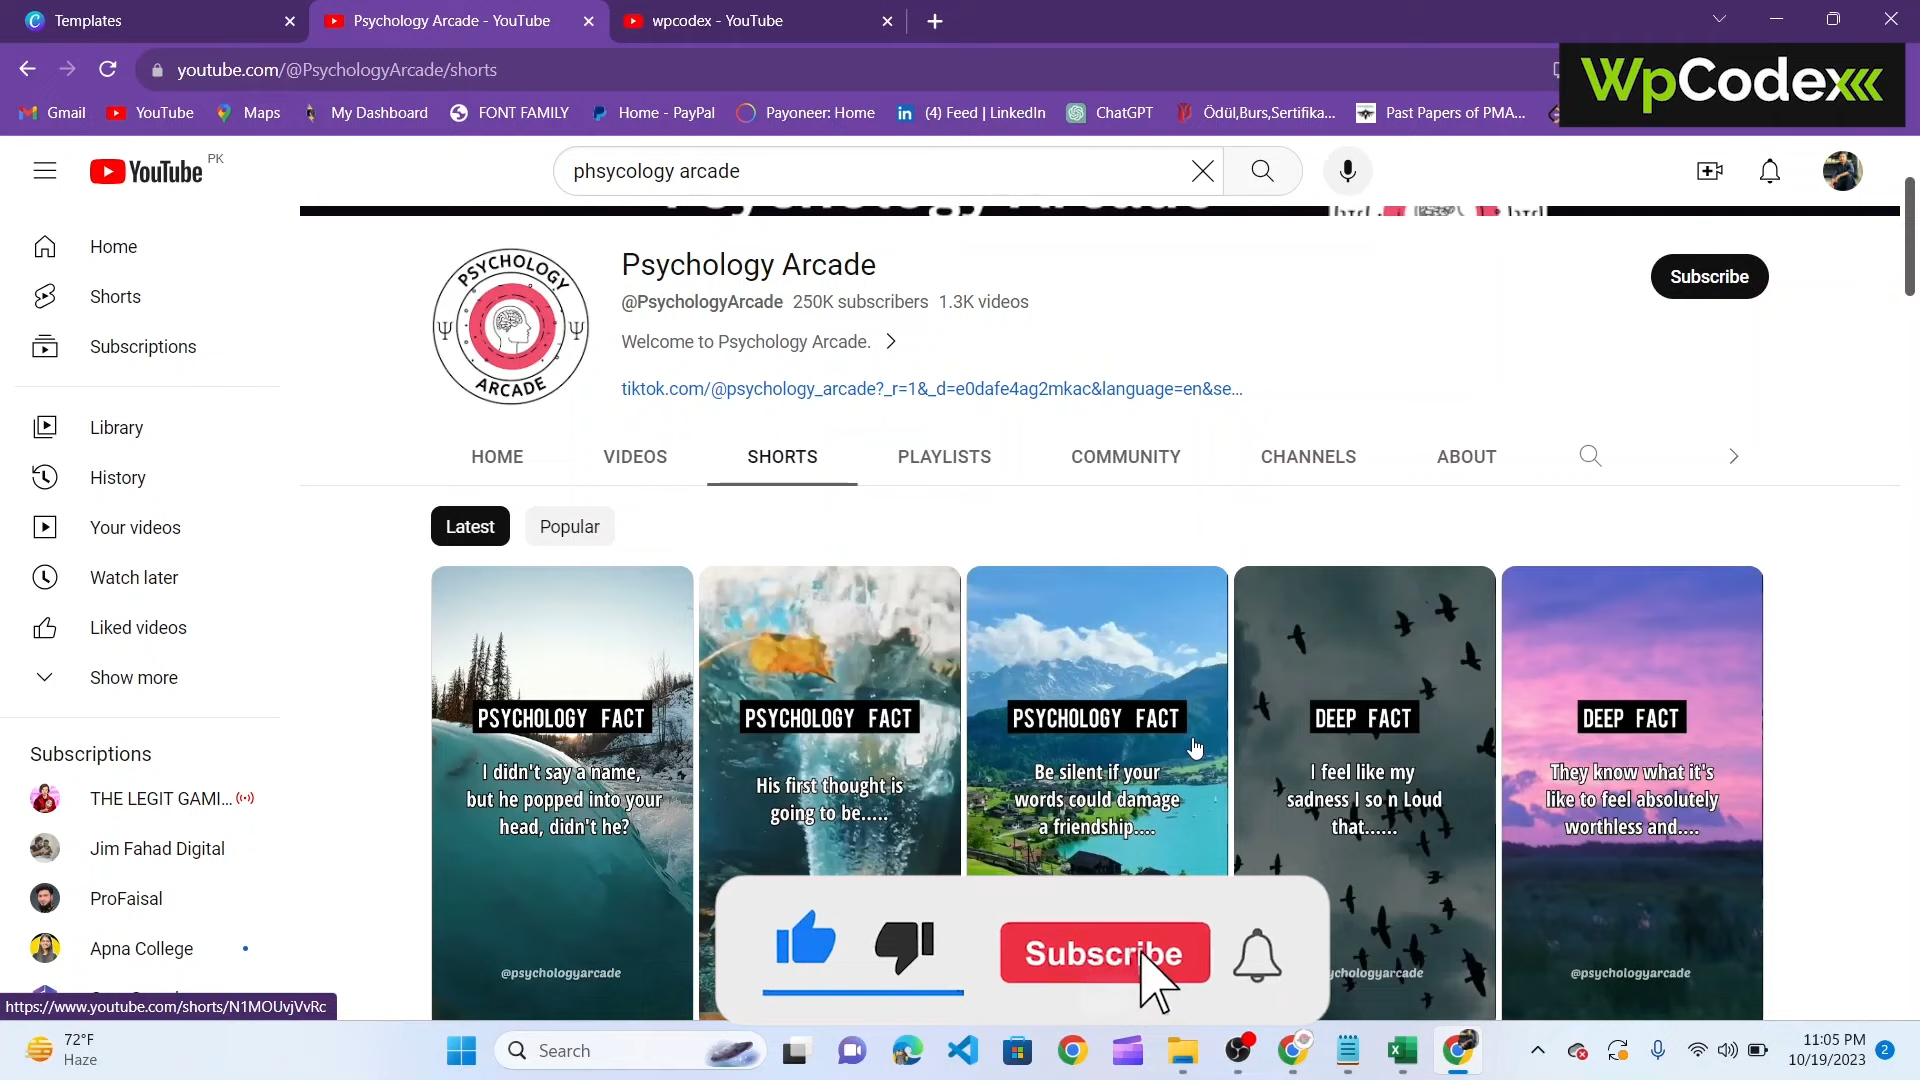 Templates
Psychology Arcade - YouTube
wpcodex - YouTube
youtube.com/@PsychologyArcade/shorts
WpCodex
Gmail
YouTube
Maps
My Dashboard
FONT FAMILY
Home - PayPal
Payoneer: Home
(4) Feed | LinkedIn
ChatGPT
Ödül,Burs,Sertifika...
Past Papers of PMA...
YouTube PK
phsycology arcade
Home
Shorts
Subscriptions
Library
History
Your videos
Watch later
Liked videos
Show more
Subscriptions
THE LEGIT GAMI...
Jim Fahad Digital
ProFaisal
Apna College
https://www.youtube.com/shorts/N1MOUvjVvRc
Psychology Arcade
PSYCHOLOGY
ARCADE
Psychology Arcade
@PsychologyArcade 250K subscribers 1.3K videos
Welcome to Psychology Arcade.
tiktok.com/@psychology_arcade?_r=1&_d=e0dafe4ag2mkac&language=en&se...
Subscribe
HOME
VIDEOS
SHORTS
PLAYLISTS
COMMUNITY
CHANNELS
ABOUT
Latest
Popular
PSYCHOLOGY FACT
I didn't say a name,
but he popped into your
head, didn't he?
@psychologyarcade
PSYCHOLOGY FACT
His first thought is
going to be.....
PSYCHOLOGY FACT
Be silent if your
words could damage
a friendship....
DEEP FACT
I feel like my
sadness I so n Loud
that......
ychologyarcade
DEEP FACT
They know what it's
like to feel absolutely
worthless and....
@psychologyarcade
Subscribe
72°F
Haze
Search
11:05 PM
10/19/2023
2